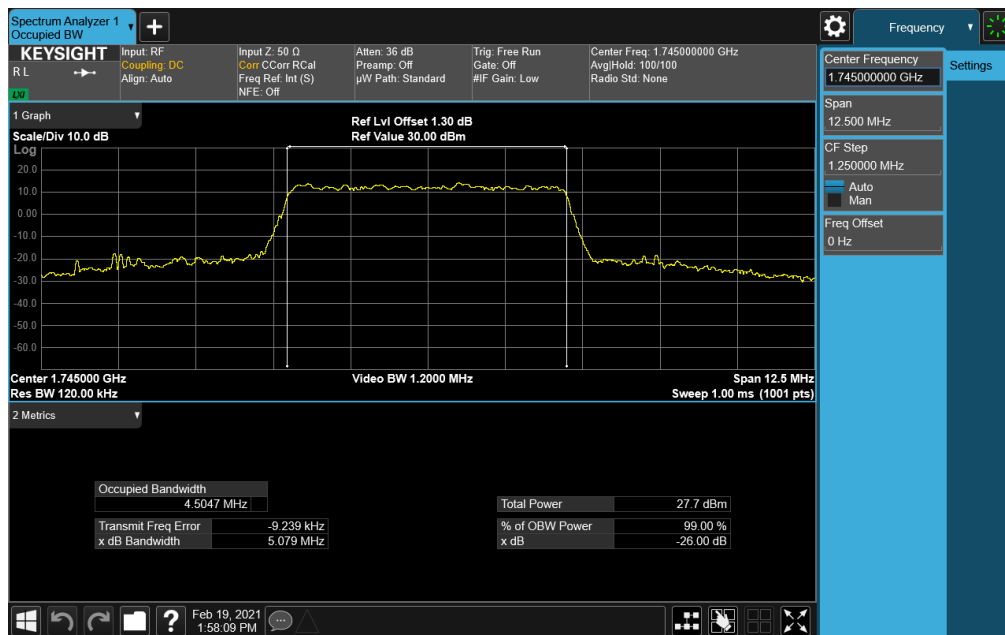 Spectrum Analyzer 1
Occupied BW
+
Frequency
KEYSIGHT
R L
LXI
Input: RF
Coupling: DC
Align: Auto
Input Z: 50 Ω
Corr CCorr RCal
Freq Ref: Int (S)
NFE: Off
Atten: 36 dB
Preamp: Off
µW Path: Standard
Trig: Free Run
Gate: Off
#IF Gain: Low
Center Freq: 1.745000000 GHz
Avg|Hold: 100/100
Radio Std: None
Center Frequency
1.745000000 GHz
Settings
Span
12.500 MHz
CF Step
1.250000 MHz
Auto
Man
Freq Offset
0 Hz
1 Graph
Scale/Div 10.0 dB
Ref Lvl Offset 1.30 dB
Ref Value 30.00 dBm
Log
20.0
10.0
0.00
-10.0
-20.0
-30.0
-40.0
-50.0
-60.0
Center 1.745000 GHz
Video BW 1.2000 MHz
Span 12.5 MHz
Res BW 120.00 kHz
Sweep 1.00 ms (1001 pts)
2 Metrics
Occupied Bandwidth
4.5047 MHz
Total Power 27.7 dBm
Transmit Freq Error -9.239 kHz
% of OBW Power 99.00 %
x dB Bandwidth 5.079 MHz
x dB -26.00 dB
?
Feb 19, 2021
1:58:09 PM